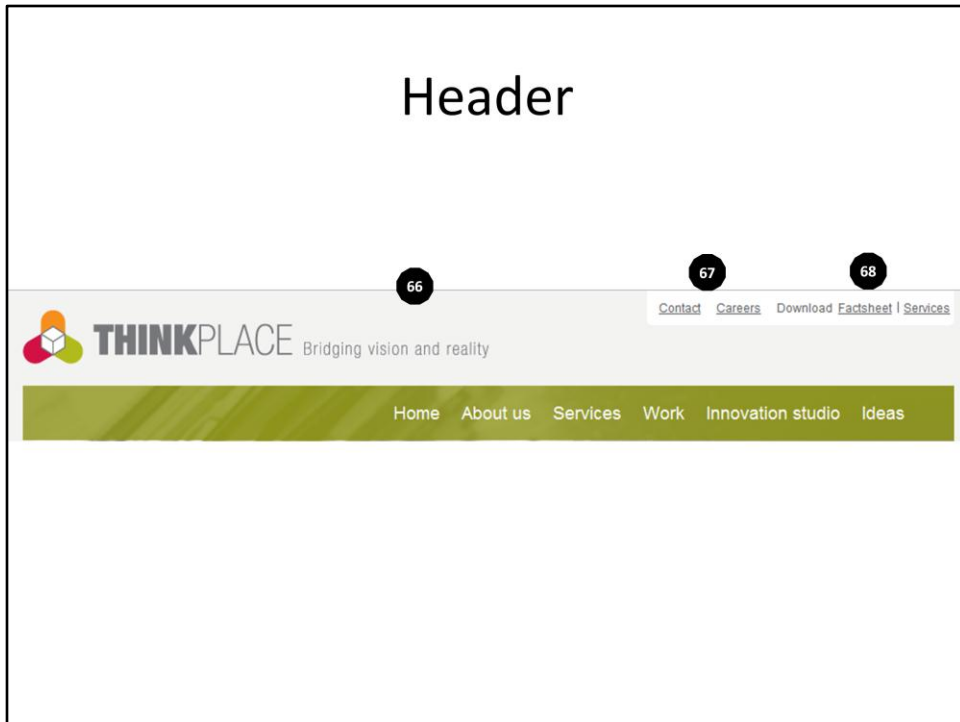 Header
66
67
68
Contact Careers Download Factsheet | Services
THINKPLACE Bridging vision and reality
Home About us Services Work Innovation studio Ideas